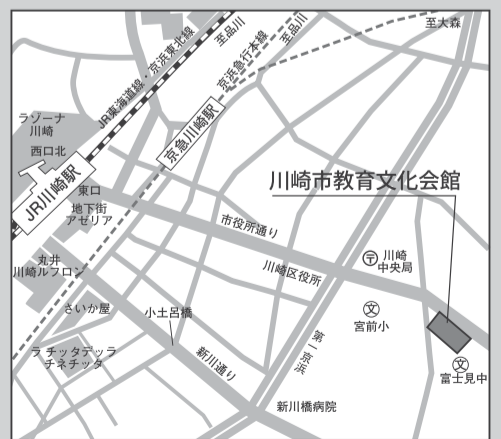 至品川
至品川
至大森
JR東海道線・京浜東北線
京浜急行本線
ラゾーナ
川崎
西口北
京急川崎駅
JR川崎駅
東口
地下街
アゼリア
川崎市教育文化会館
市役所通り
丸井
川崎ルフロン
川崎区役所
〒
川崎
中央局
さいか屋
小土呂橋
文
宮前小
第一京浜
ラ チッタデッラ
チネチッタ
新川通り
文
富士見中
新川橋病院